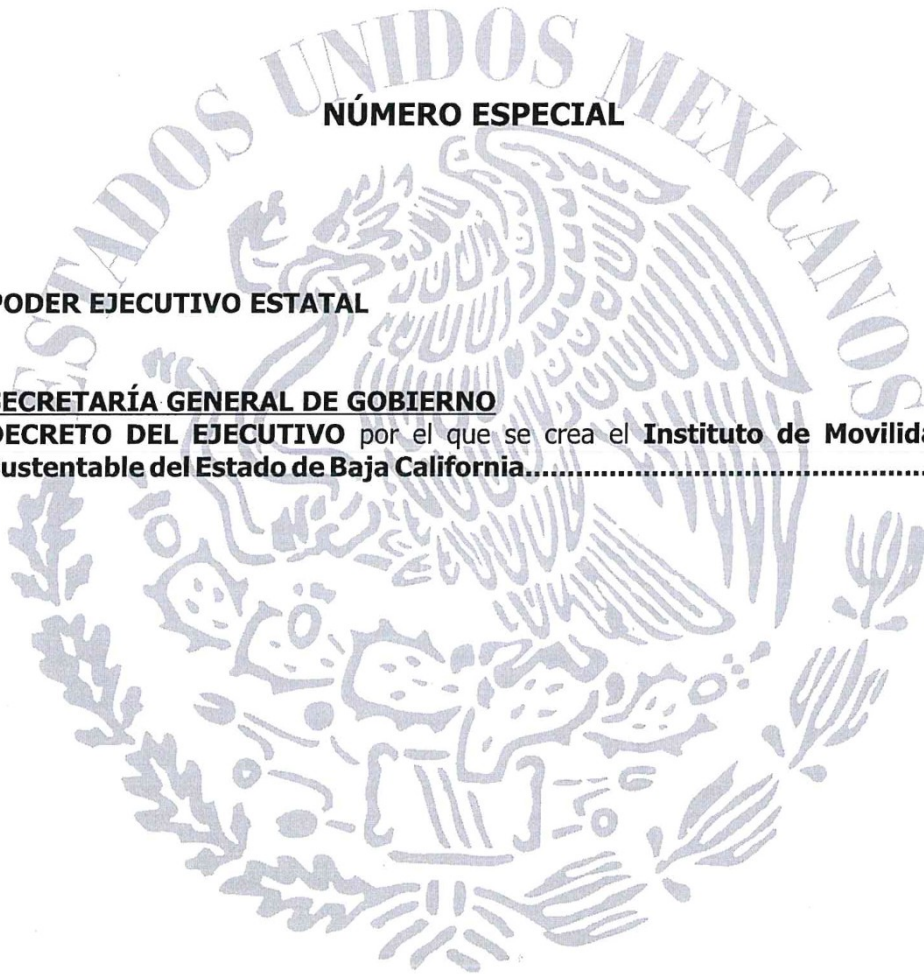 ESTADOS UNIDOS MEXICANOS
NÚMERO ESPECIAL
PODER EJECUTIVO ESTATAL
SECRETARÍA GENERAL DE GOBIERNO
DECRETO DEL EJECUTIVO por el que se crea el Instituto de Movilida
ustentable del Estado de Baja California.......................................